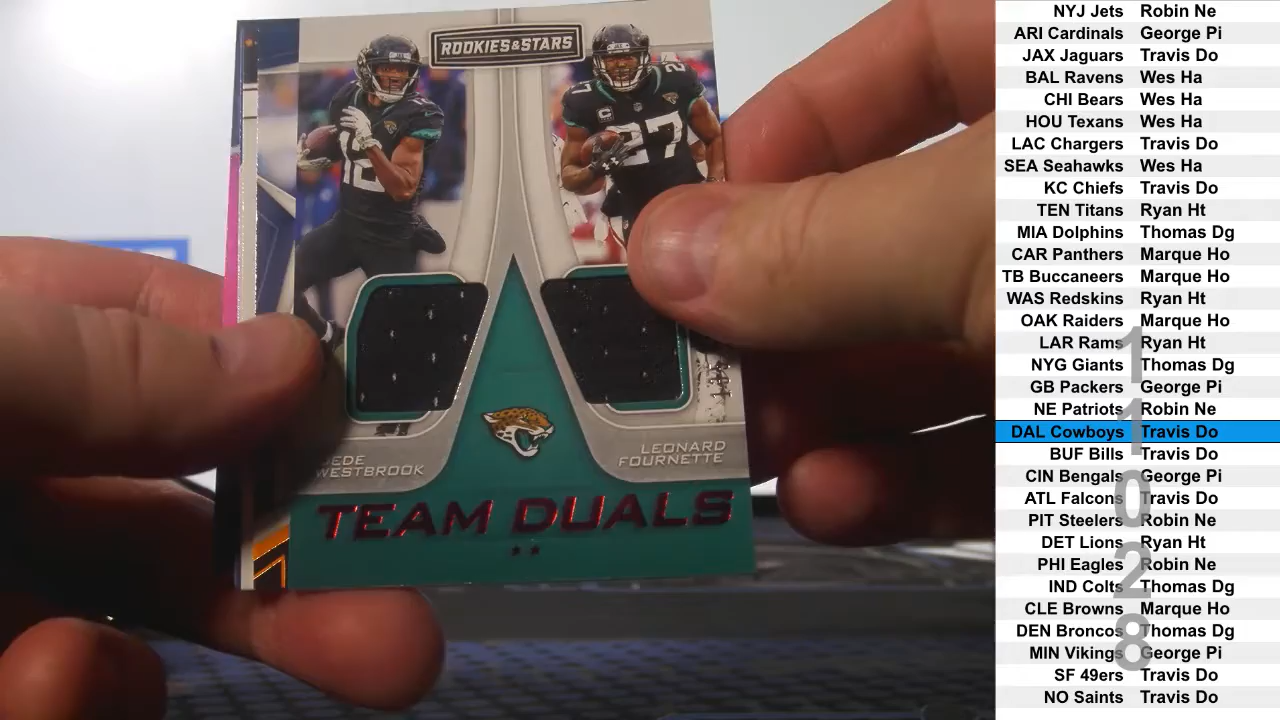 ROOKIES & STARS
12
27
C
DEDE
WESTBROOK
LEONARD
FOURNETTE
TEAM DUALS
NYJ Jets Robin Ne
ARI Cardinals George Pi
JAX Jaguars Travis Do
BAL Ravens Wes Ha
CHI Bears Wes Ha
HOU Texans Wes Ha
LAC Chargers Travis Do
SEA Seahawks Wes Ha
KC Chiefs Travis Do
TEN Titans Ryan Ht
MIA Dolphins Thomas Dg
CAR Panthers Marque Ho
TB Buccaneers Marque Ho
WAS Redskins Ryan Ht
OAK Raiders Marque Ho
LAR Rams Ryan Ht
NYG Giants Thomas Dg
GB Packers George Pi
NE Patriots Robin Ne
DAL Cowboys Travis Do
BUF Bills Travis Do
CIN Bengals George Pi
ATL Falcons Travis Do
PIT Steelers Robin Ne
DET Lions Ryan Ht
PHI Eagles Robin Ne
IND Colts Thomas Dg
CLE Browns Marque Ho
DEN Broncos Thomas Dg
MIN Vikings George Pi
SF 49ers Travis Do
NO Saints Travis Do
11028